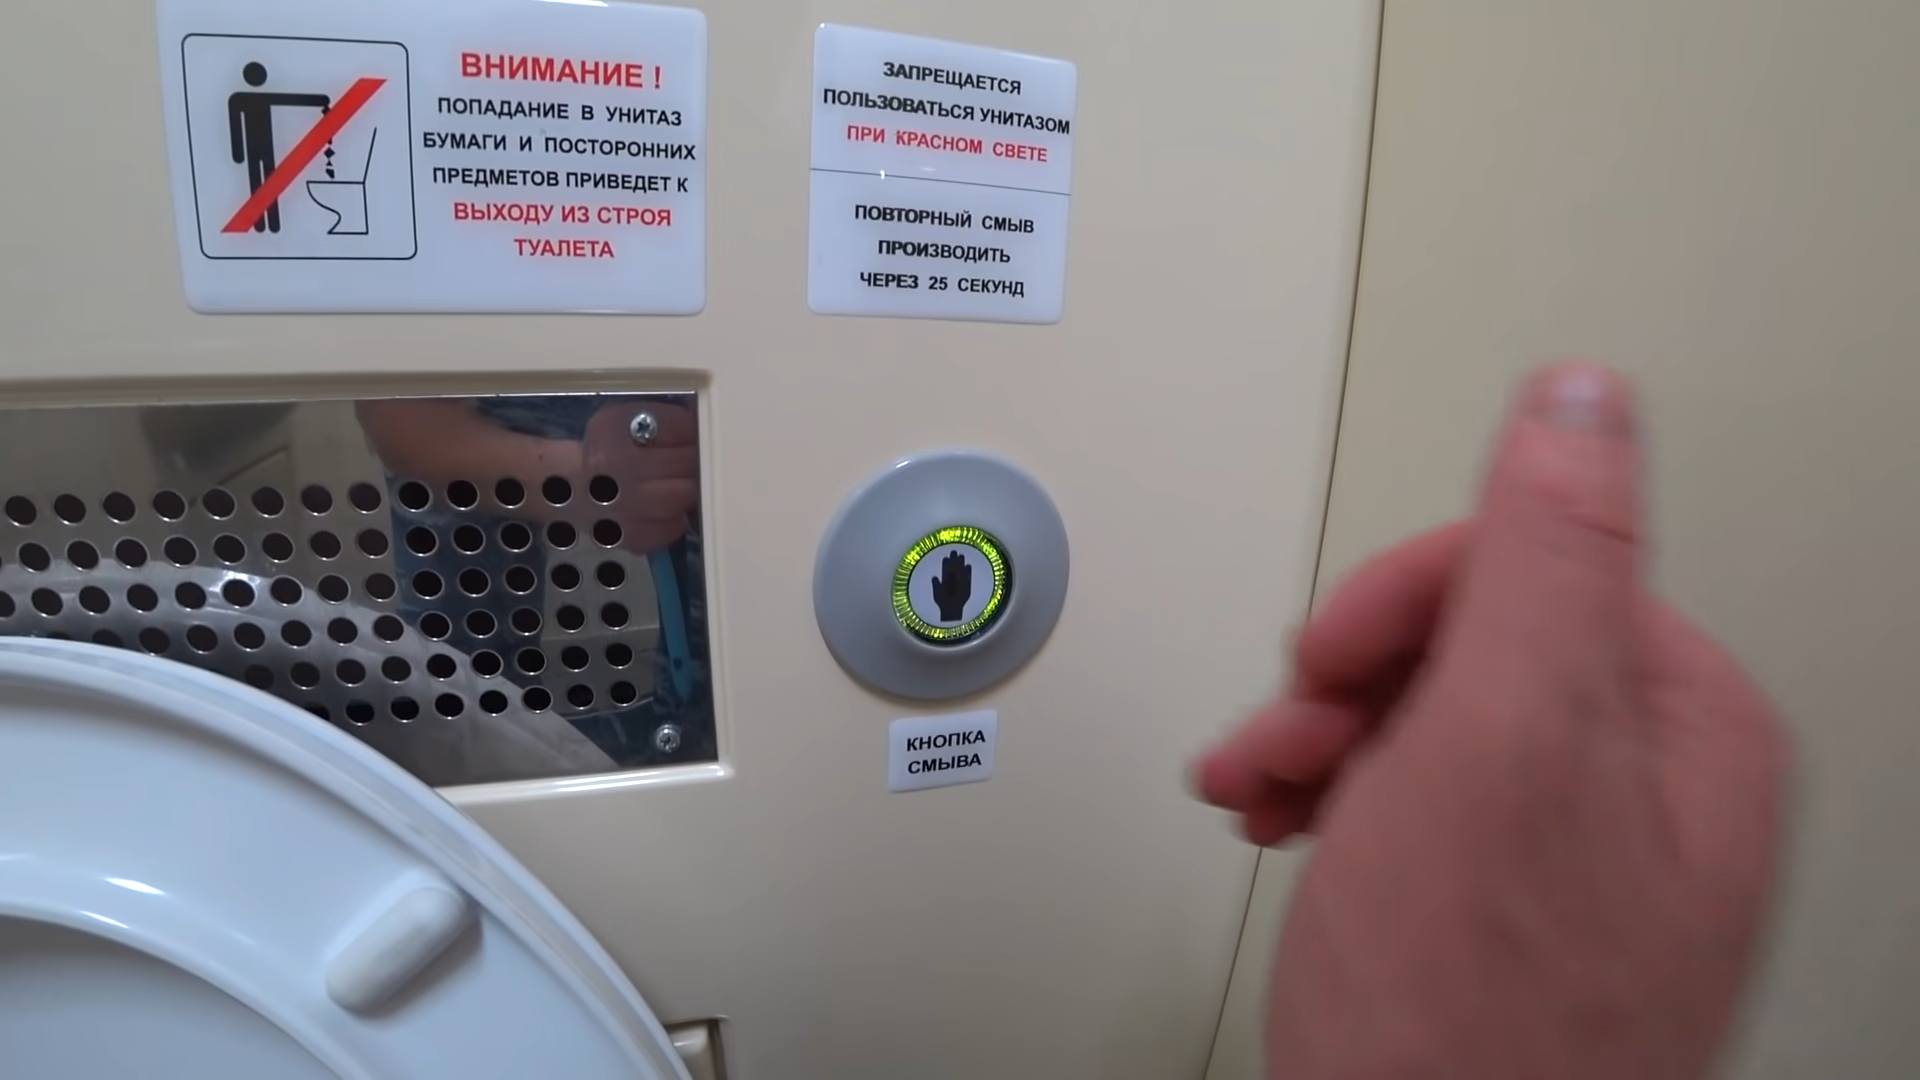 ВНИМАНИЕ !
ПОПАДАНИЕ В УНИТАЗ
БУМАГИ И ПОСТОРОННИХ
ПРЕДМЕТОВ ПРИВЕДЕТ К
ВЫХОДУ ИЗ СТРОЯ
ТУАЛЕТА
ЗАПРЕЩАЕТСЯ
ПОЛЬЗОВАТЬСЯ УНИТАЗОМ
ПРИ КРАСНОМ СВЕТЕ
ПОВТОРНЫЙ СМЫВ
ПРОИЗВОДИТЬ
ЧЕРЕЗ 25 СЕКУНД
КНОПКА
СМЫВА